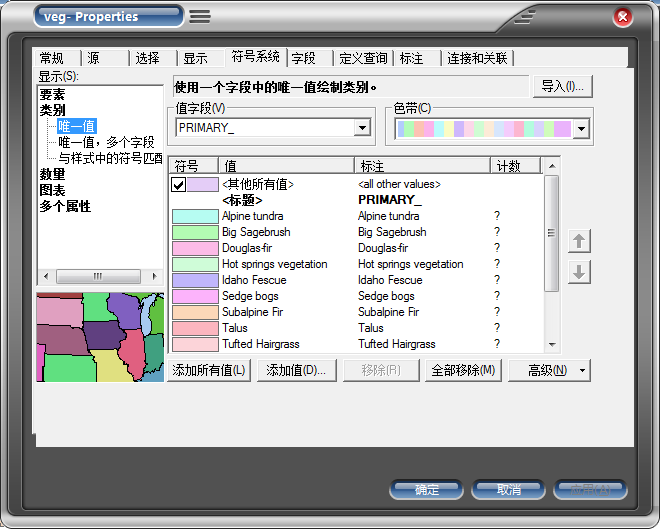 veg- Properties
常规 源 选择 显示 符号系统 字段 定义查询 标注 连接和关联
显示(S):
要素
类别
唯一值
唯一值，多个字段
与样式中的符号匹配
数量
图表
多个属性
使用一个字段中的唯一值绘制类别。
导入(I)...
值字段(V)
PRIMARY_
色带(C)
符号 值 标注 计数
<其他所有值> <all other values>
<标题> PRIMARY_
Alpine tundra Alpine tundra ?
Big Sagebrush Big Sagebrush ?
Douglas-fir Douglas-fir ?
Hot springs vegetation Hot springs vegetation ?
Idaho Fescue Idaho Fescue ?
Sedge bogs Sedge bogs ?
Subalpine Fir Subalpine Fir ?
Talus Talus ?
Tufted Hairgrass Tufted Hairgrass ?
添加所有值(L) 添加值(D)... 移除(R) 全部移除(M) 高级(N)
确定 取消 应用(A)